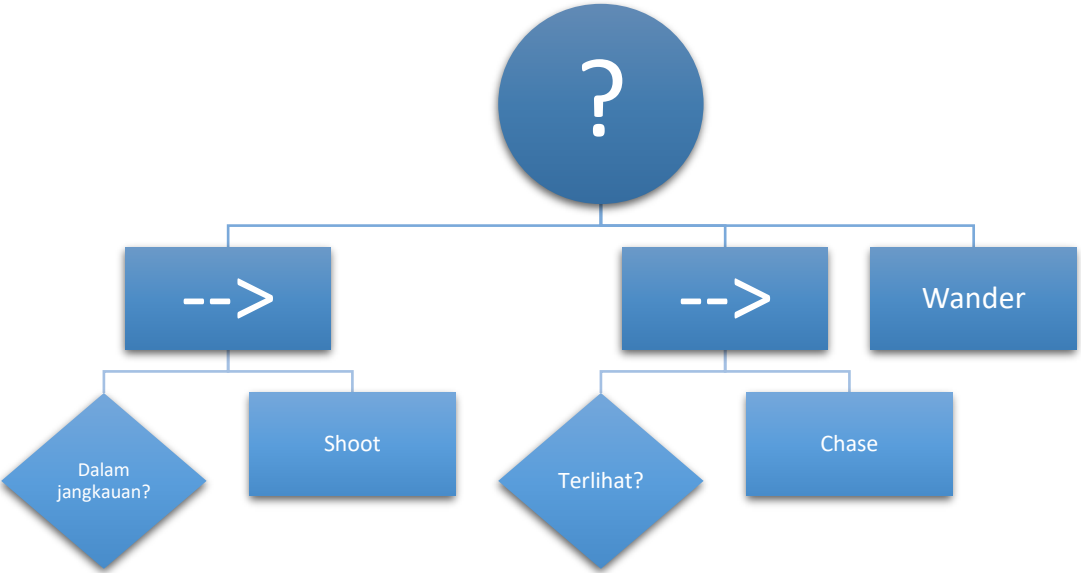 ?
-->
-->
Wander
Dalam
jangkauan?
Shoot
Terlihat?
Chase